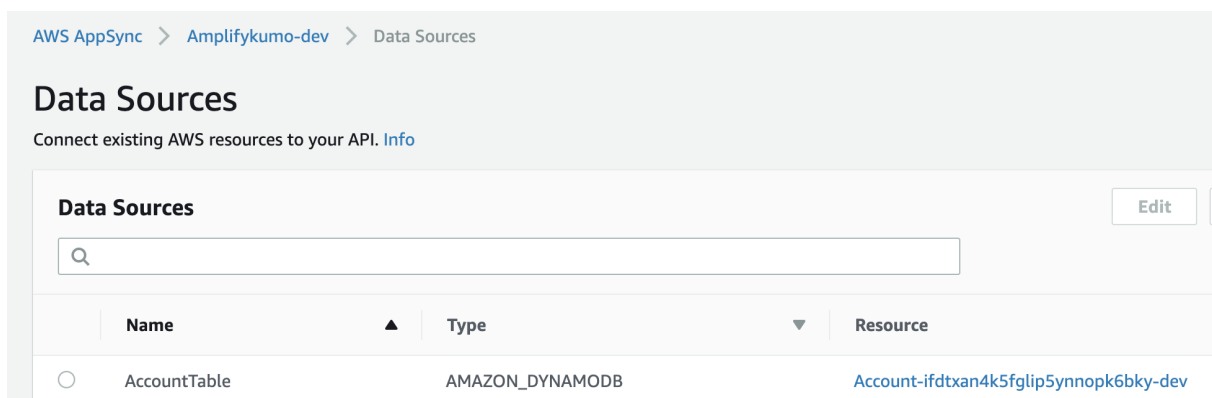 AWS AppSync > Amplifykumo-dev > Data Sources
Data Sources
Connect existing AWS resources to your API. Info
Data Sources
Edit
Name Type Resource
AccountTable AMAZON_DYNAMODB Account-ifdtxan4k5fglip5ynnopk6bky-dev